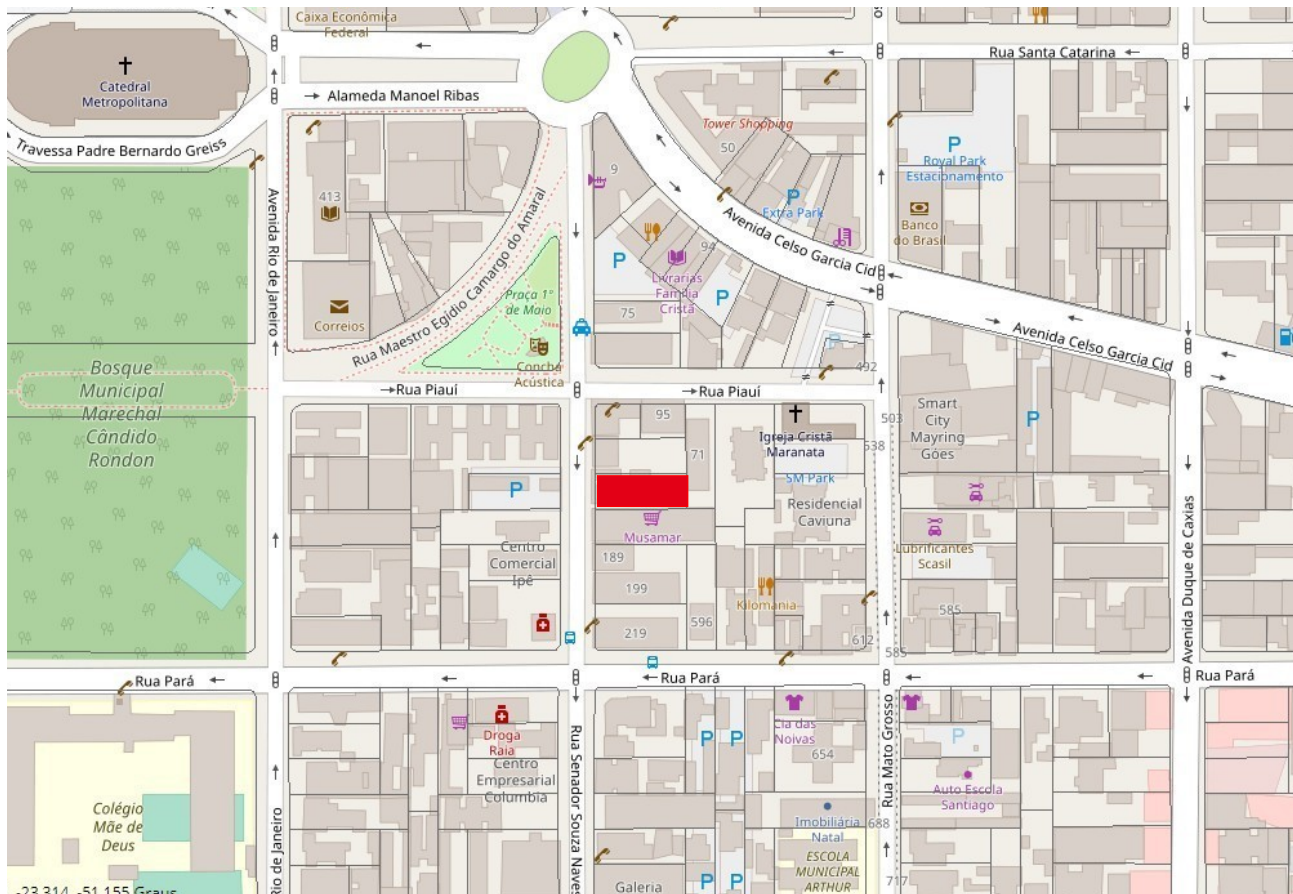 Caixa Econômica
Federal
Rua Santa Catarina
Catedral
Metropolitana
Alameda Manoel Ribas
Travessa Padre Bernardo Greiss
Tower Shopping
50
Royal Park
Estacionamento
9
413
Avenida Rio de Janeiro
Rua Maestro Egídio Camargo do Amaral
Extra Park
Banco
do Brasil
Avenida Celso Garcia Cid
94
Livrarias
Família
Cristã
Praça 1º
de Maio
75
Correios
Avenida Celso Garcia Cid
492
Concha
Acústica
Bosque
Municipal
Marechal
Cândido
Rondon
Rua Piauí
Rua Piauí
95
71
Igreja Cristã
Maranata
503
538
Smart
City
Mayring
Góes
SM Park
Residencial
Caviuna
Musamar
Centro
Comercial
Ipê
189
199
219
596
Kilomania
Lubrificantes
Scasil
585
612
585
Avenida Duque de Caxias
Rua Pará
Rua Pará
Rua Pará
Droga
Raia
Centro
Empresarial
Columbia
Rua Senador Souza Naves
Cia das
Noivas
654
Rua Mato Grosso
Auto Escola
Santiago
Colégio
Mãe de
Deus
Imobiliária
Natal
688
ESCOLA
MUNICIPAL
ARTHUR
717
Galeria
Rio de Janeiro
-23.314, -51.155 Graus